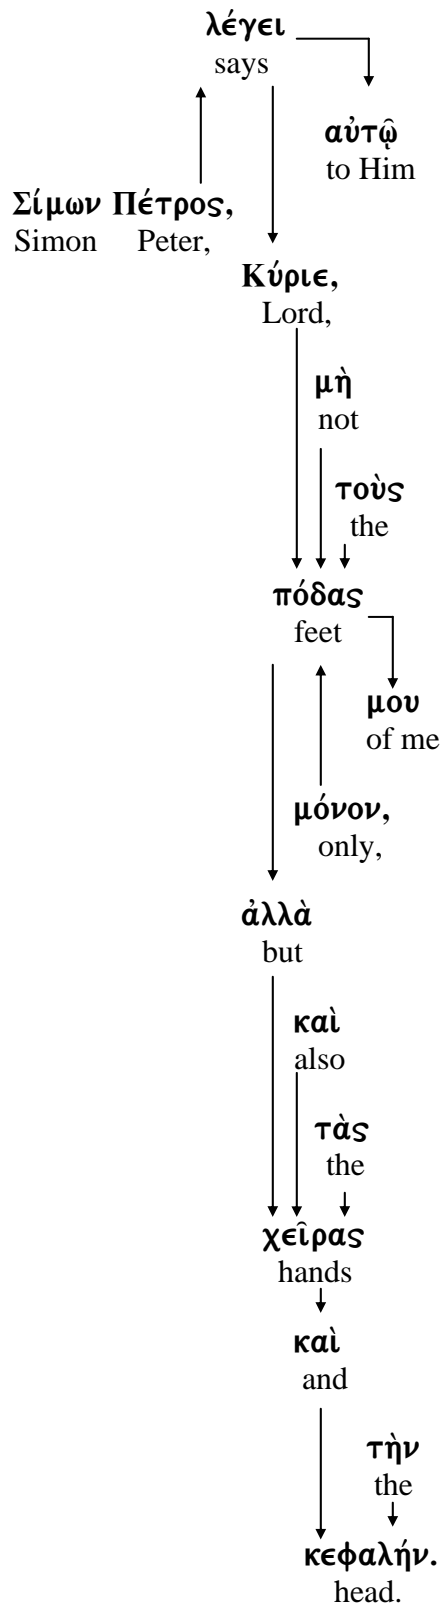 λέγει
says
αὐτῷ
to Him
Σίμων Πέτρος,
Simon Peter,
Κύριε,
Lord,
μὴ
not
τοὺς
the
πόδας
feet
μου
of me
μόνον,
only,
ἀλλὰ
but
καὶ
also
τὰς
the
χεῖρας
hands
καὶ
and
τὴν
the
κεφαλήν.
head.